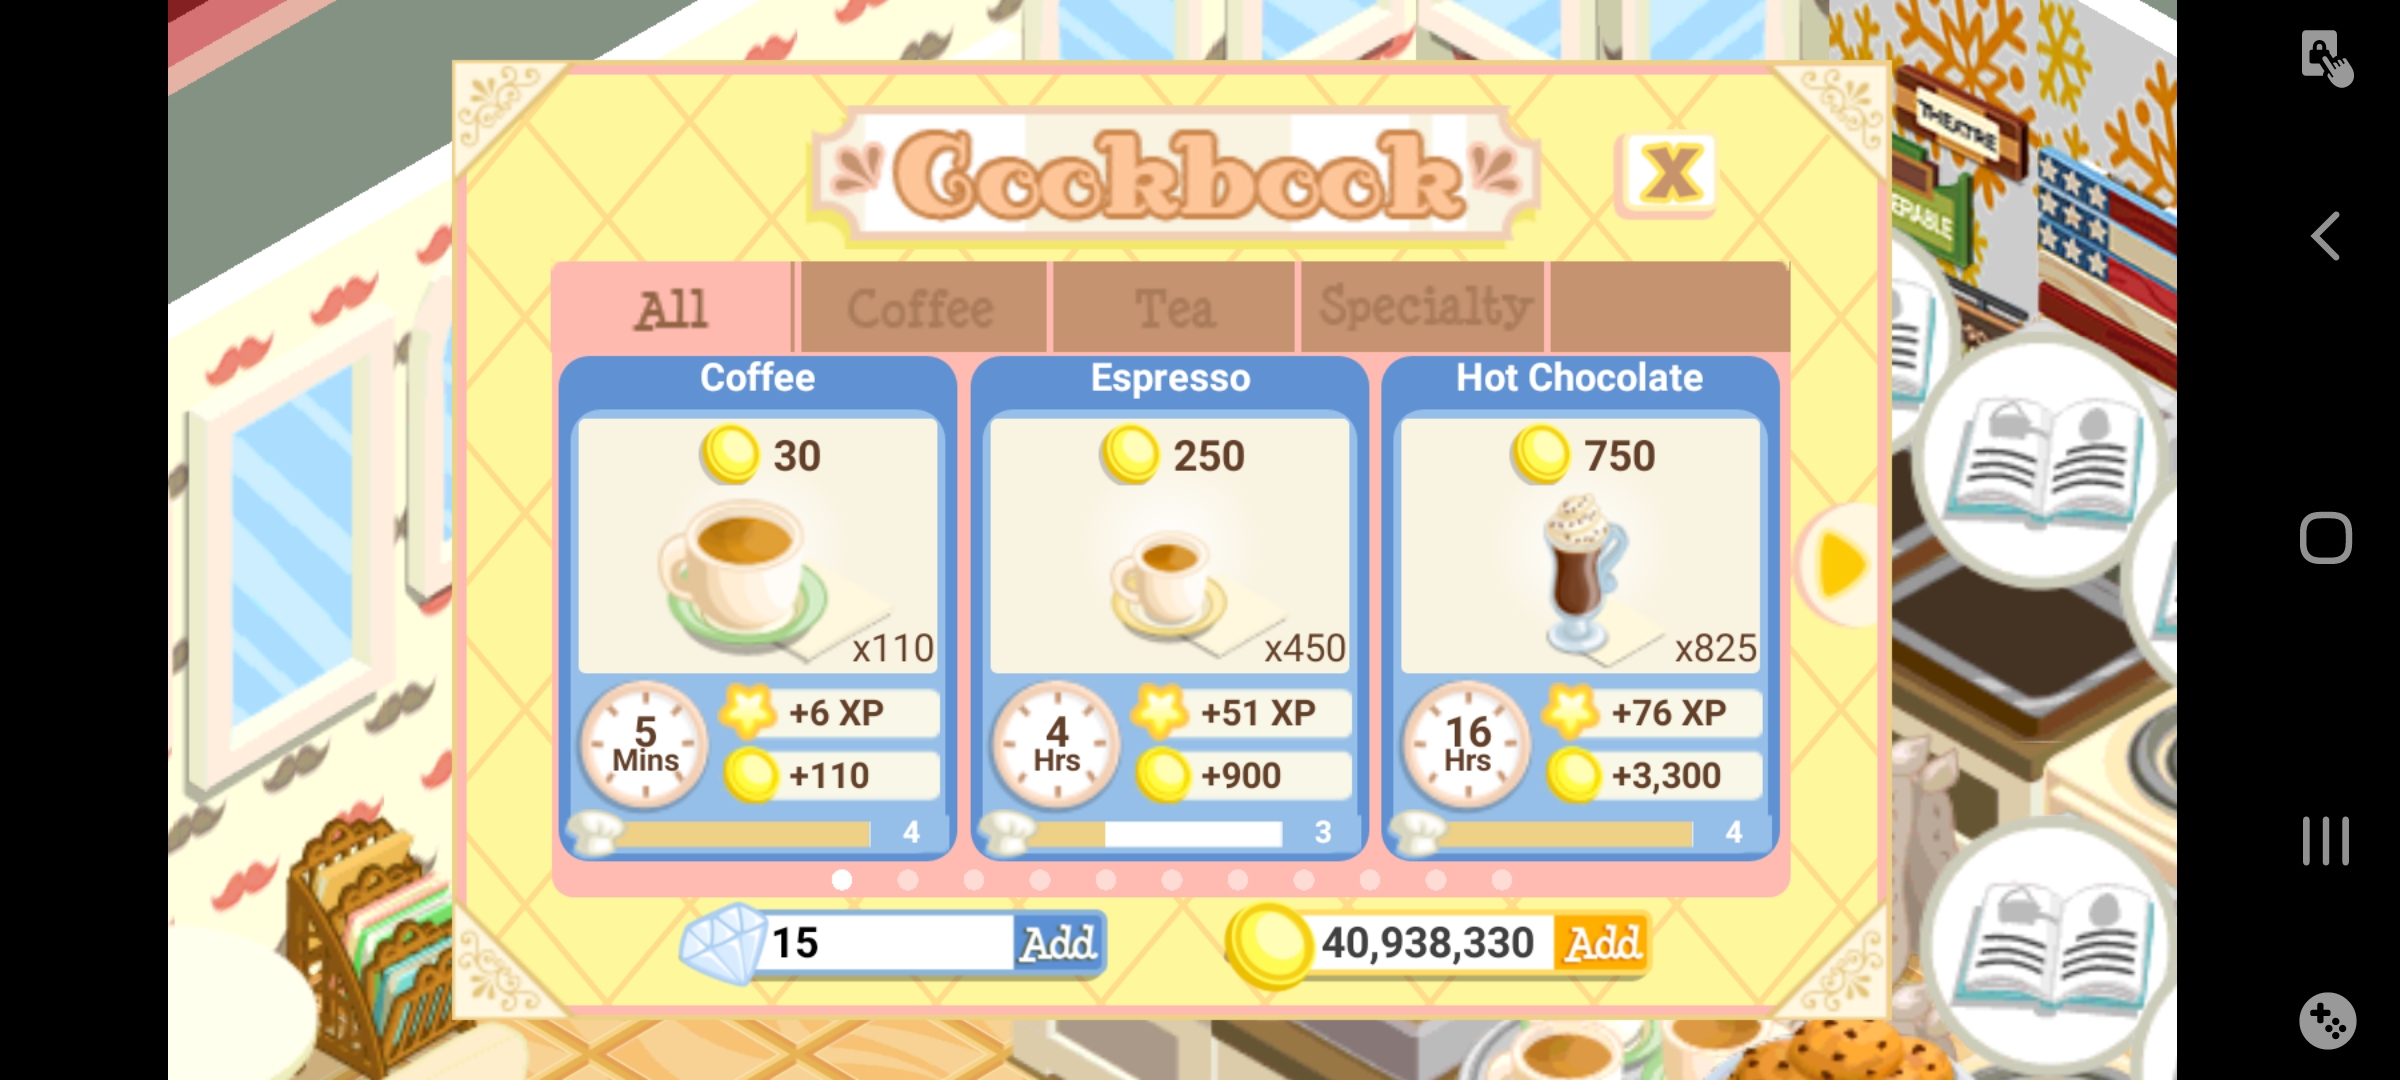 THEATRE
ERABLE
Cookbook
X
All
Coffee
Tea
Specialty
Coffee
30
x110
5
Mins
+6 XP
+110
4
Espresso
250
x450
4
Hrs
+51 XP
+900
3
Hot Chocolate
750
x825
16
Hrs
+76 XP
+3,300
4
15
Add
40,938,330
Add